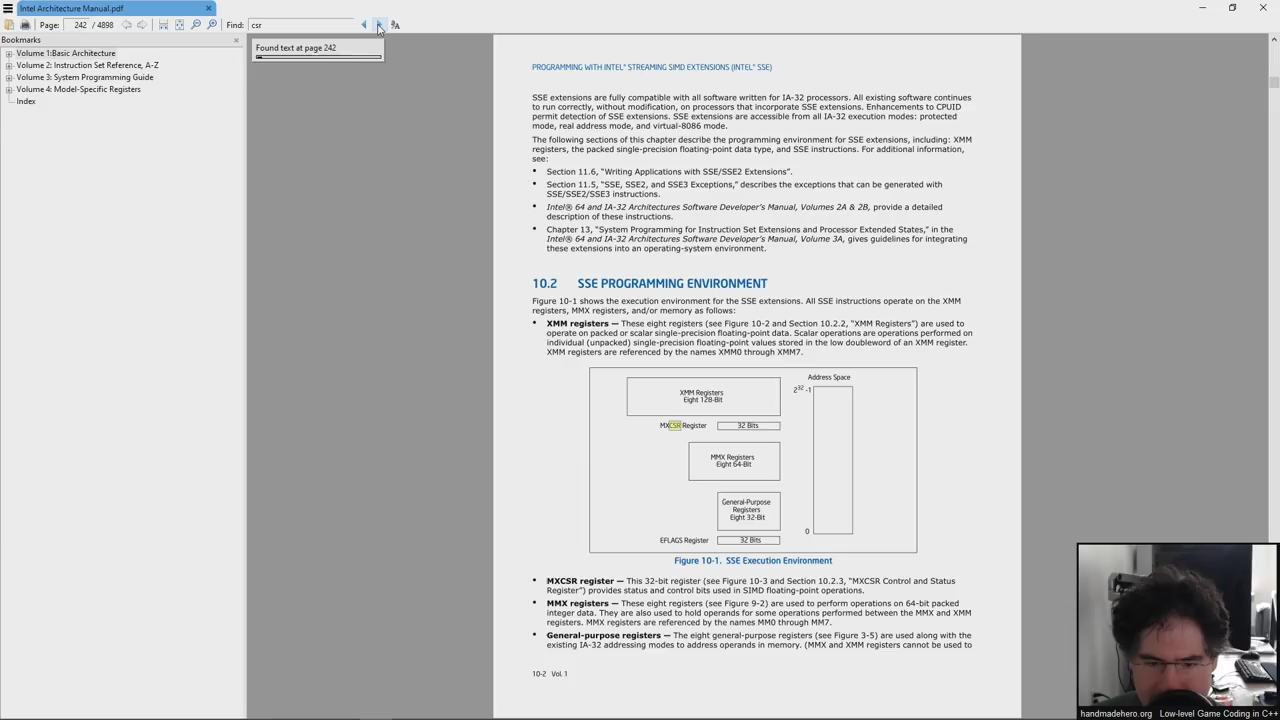 Intel Architecture Manual.pdf
Page: 242 / 4898 Find: csr
Bookmarks
Volume 1:Basic Architecture
Volume 2: Instruction Set Reference, A-Z
Volume 3: System Programming Guide
Volume 4: Model-Specific Registers
Index
Found text at page 242
PROGRAMMING WITH INTEL® STREAMING SIMD EXTENSIONS (INTEL® SSE)
SSE extensions are fully compatible with all software written for IA-32 processors. All existing software continues
to run correctly, without modification, on processors that incorporate SSE extensions. Enhancements to CPUID
permit detection of SSE extensions. SSE extensions are accessible from all IA-32 execution modes: protected
mode, real address mode, and virtual-8086 mode.
The following sections of this chapter describe the programming environment for SSE extensions, including: XMM
registers, the packed single-precision floating-point data type, and SSE instructions. For additional information,
see:
• Section 11.6, “Writing Applications with SSE/SSE2 Extensions”.
• Section 11.5, “SSE, SSE2, and SSE3 Exceptions,” describes the exceptions that can be generated with
SSE/SSE2/SSE3 instructions.
• Intel® 64 and IA-32 Architectures Software Developer’s Manual, Volumes 2A & 2B, provide a detailed
description of these instructions.
• Chapter 13, “System Programming for Instruction Set Extensions and Processor Extended States,” in the
Intel® 64 and IA-32 Architectures Software Developer’s Manual, Volume 3A, gives guidelines for integrating
these extensions into an operating-system environment.
10.2 SSE PROGRAMMING ENVIRONMENT
Figure 10-1 shows the execution environment for the SSE extensions. All SSE instructions operate on the XMM
registers, MMX registers, and/or memory as follows:
• XMM registers — These eight registers (see Figure 10-2 and Section 10.2.2, “XMM Registers”) are used to
operate on packed or scalar single-precision floating-point data. Scalar operations are operations performed on
individual (unpacked) single-precision floating-point values stored in the low doubleword of an XMM register.
XMM registers are referenced by the names XMM0 through XMM7.
Address Space
2^32 -1
XMM Registers
Eight 128-Bit
MXCSR Register 32 Bits
MMX Registers
Eight 64-Bit
General-Purpose
Registers
Eight 32-Bit
0
EFLAGS Register 32 Bits
Figure 10-1. SSE Execution Environment
• MXCSR register — This 32-bit register (see Figure 10-3 and Section 10.2.3, “MXCSR Control and Status
Register”) provides status and control bits used in SIMD floating-point operations.
• MMX registers — These eight registers (see Figure 9-2) are used to perform operations on 64-bit packed
integer data. They are also used to hold operands for some operations performed between the MMX and XMM
registers. MMX registers are referenced by the names MM0 through MM7.
• General-purpose registers — The eight general-purpose registers (see Figure 3-5) are used along with the
existing IA-32 addressing modes to address operands in memory. (MMX and XMM registers cannot be used to
10-2 Vol. 1
handmadehero.org Low-level Game Coding in C++